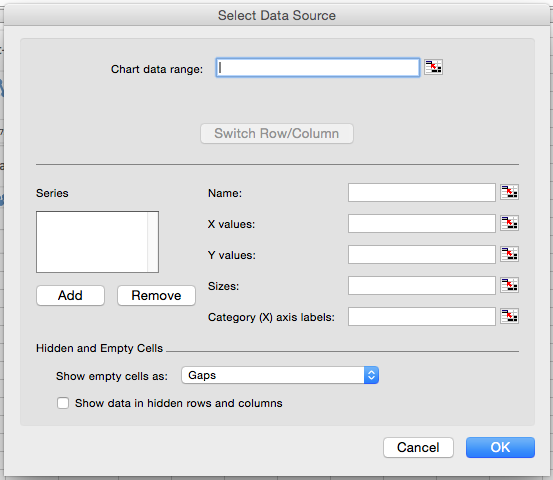 Select Data Source
Chart data range:
Switch Row/Column
Series
Name:
X values:
Y values:
Sizes:
Category (X) axis labels:
Add
Remove
Hidden and Empty Cells
Show empty cells as:
Gaps
Show data in hidden rows and columns
Cancel
OK